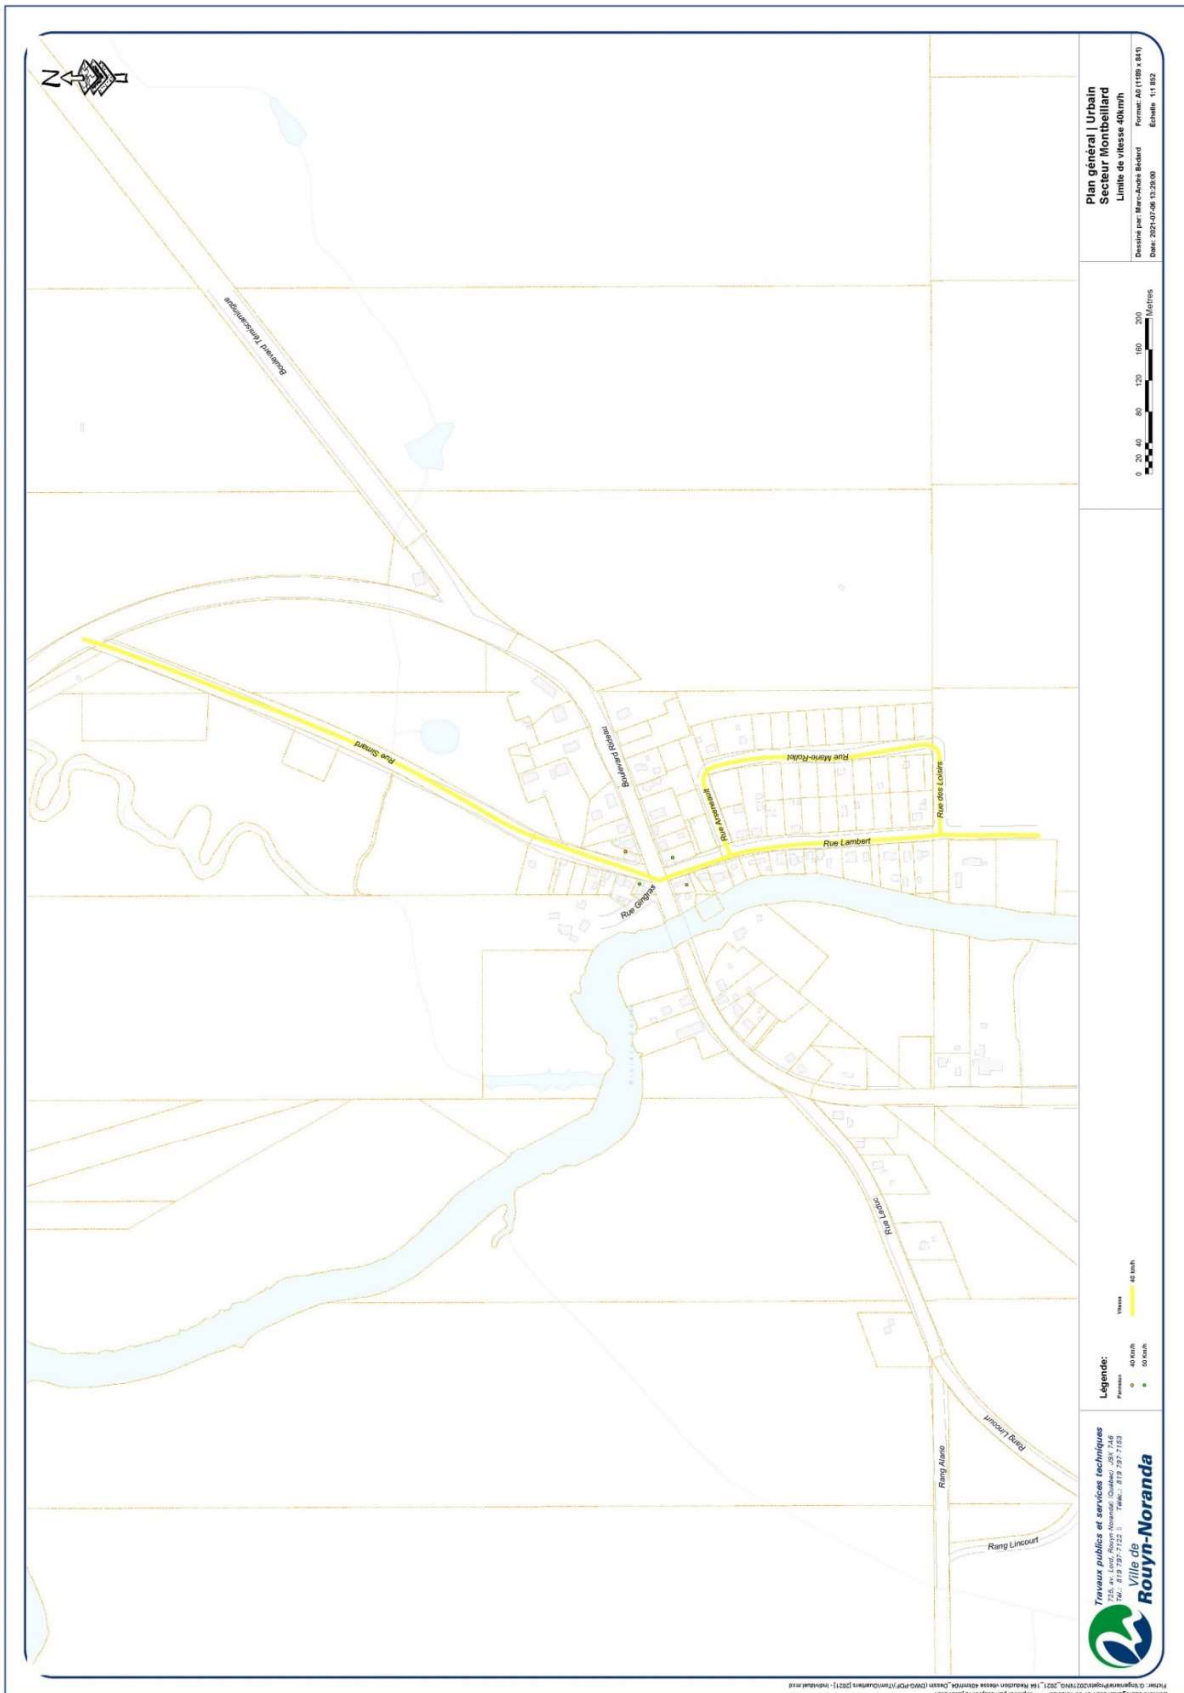 N
Boulevard Témiscamingue
Rue Simard
Boulevard Rideau
Rue Gingras
Rue Arseneault
Rue Marie-Rollet
Rue des Loisirs
Rue Lambert
Rue Leduc
Rang Lincourt
Rang Alarie
Rang Lincourt
Plan général | Urbain
Secteur Montbeillard
Limite de vitesse 40km/h
Dessiné par: Marc-André Bédard
Format: A0 (1189 x 841)
Date: 2021-07-06 13:29:00
Échelle 1:1 852
0 20 40 80 120 160 200
Metres
Légende:
Panneaux
40 Km/h
50 Km/h
Vitesse
40 km/h
Travaux publics et services techniques
Ville de
Rouyn-Noranda